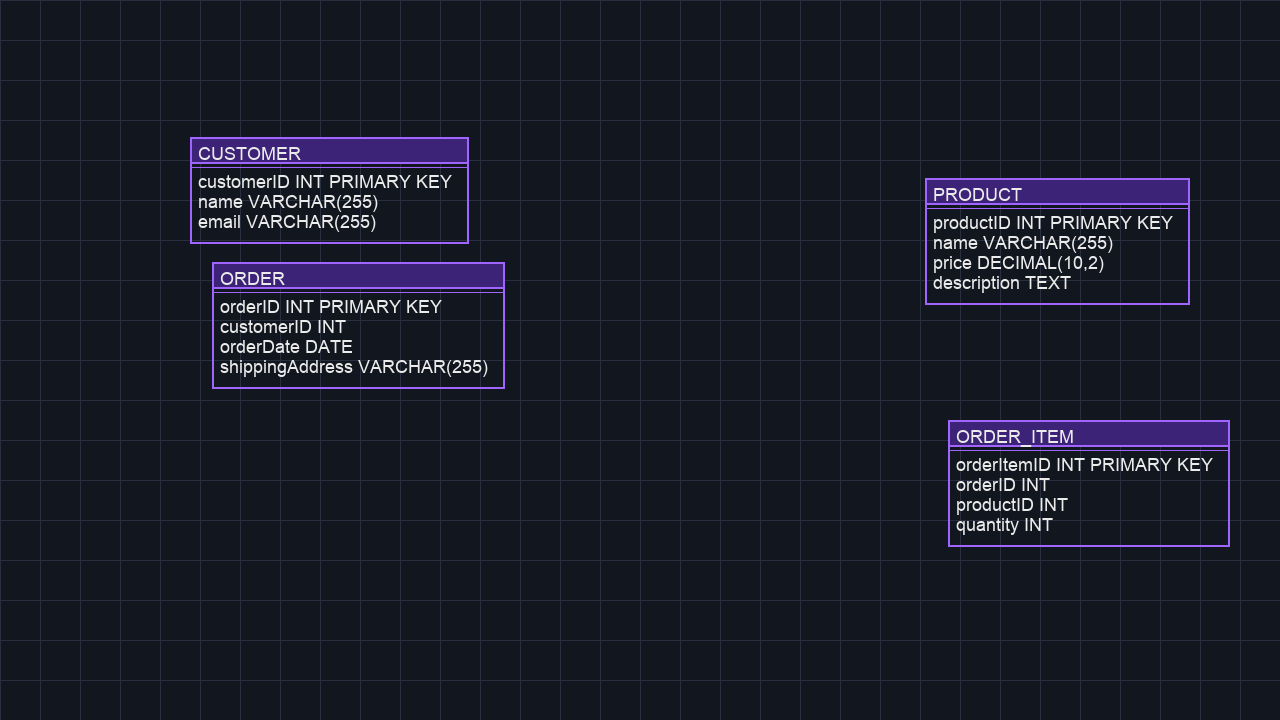 CUSTOMER
customerID INT PRIMARY KEY
name VARCHAR(255)
email VARCHAR(255)
ORDER
orderID INT PRIMARY KEY
customerID INT
orderDate DATE
shippingAddress VARCHAR(255)
PRODUCT
productID INT PRIMARY KEY
name VARCHAR(255)
price DECIMAL(10,2)
description TEXT
ORDER_ITEM
orderItemID INT PRIMARY KEY
orderID INT
productID INT
quantity INT